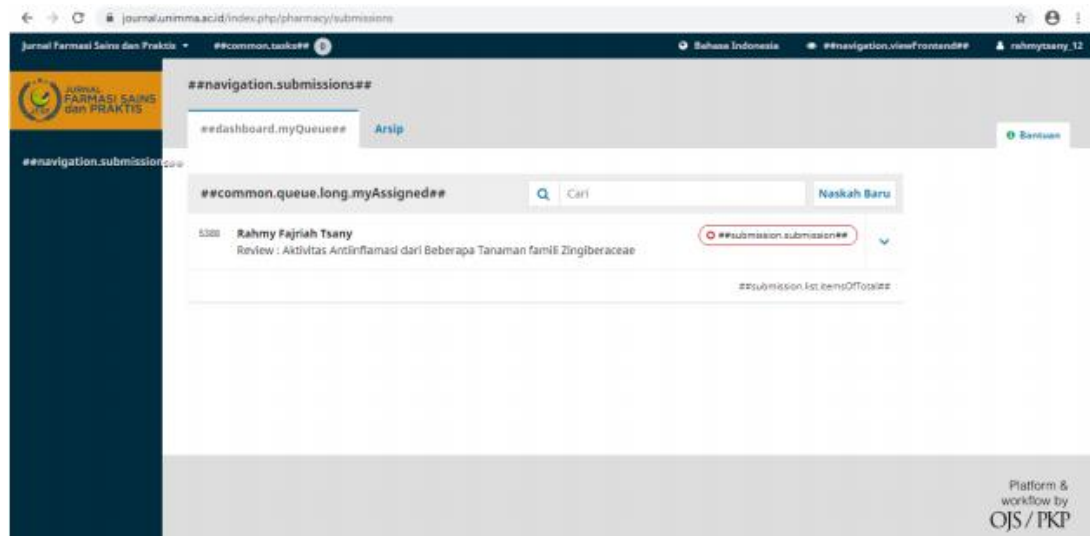 journal.unimma.ac.id/index.php/pharmacy/submissions
Jurnal Farmasi Sains dan Praktis ##common.tasks## 0 Bahasa Indonesia ##navigation.viewFrontend## rahmytsany_12
JURNAL
FARMASI SAINS
dan PRAKTIS
##navigation.submissions##
##dashboard.myQueue## Arsip
Bantuan
##navigation.submissions##
##common.queue.long.myAssigned## Cari Naskah Baru
5380 Rahmy Fajriah Tsany ##submission.submission##
Review : Aktivitas Antiinflamasi dari Beberapa Tanaman famili Zingiberaceae
##submission.list.itemsOfTotal##
Platform &
workflow by
OJS / PKP